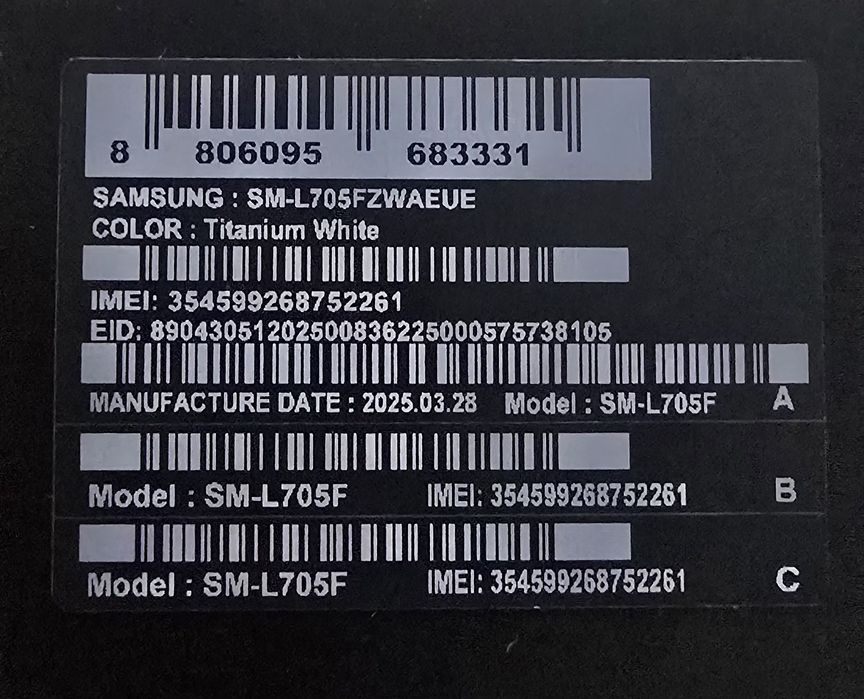 8 806095 683331
SAMSUNG : SM-L705FZWAEUE
COLOR : Titanium White
IMEI: 354599268752261
EID: 89043051202500836225000575738105
MANUFACTURE DATE : 2025.03.28 Model : SM-L705F A
Model : SM-L705F IMEI: 354599268752261 B
Model : SM-L705F IMEI: 354599268752261 C